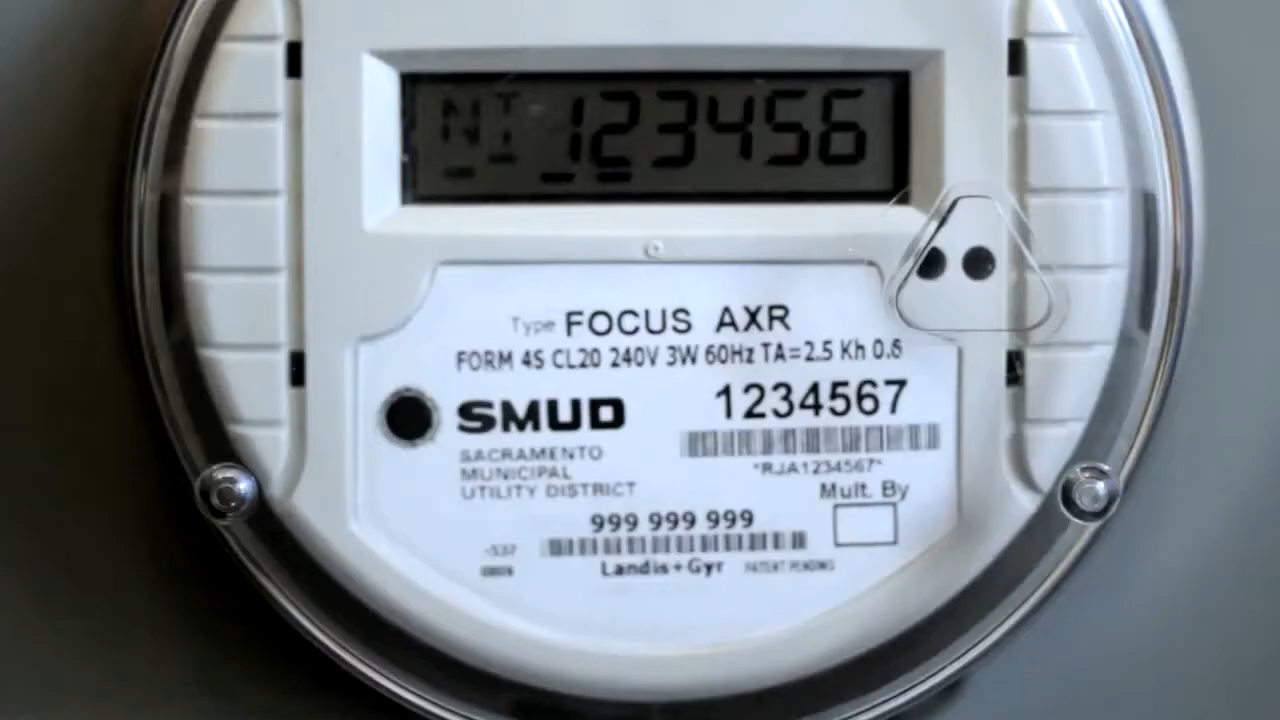 NT 123456
Type FOCUS AXR
FORM 4S CL20 240V 3W 60Hz TA=2.5 Kh 0.6
SMUD
1234567
SACRAMENTO
MUNICIPAL
UTILITY DISTRICT
*RJA1234567*
Mult. By
999 999 999
-537
Landis+Gyr PATENT PENDING